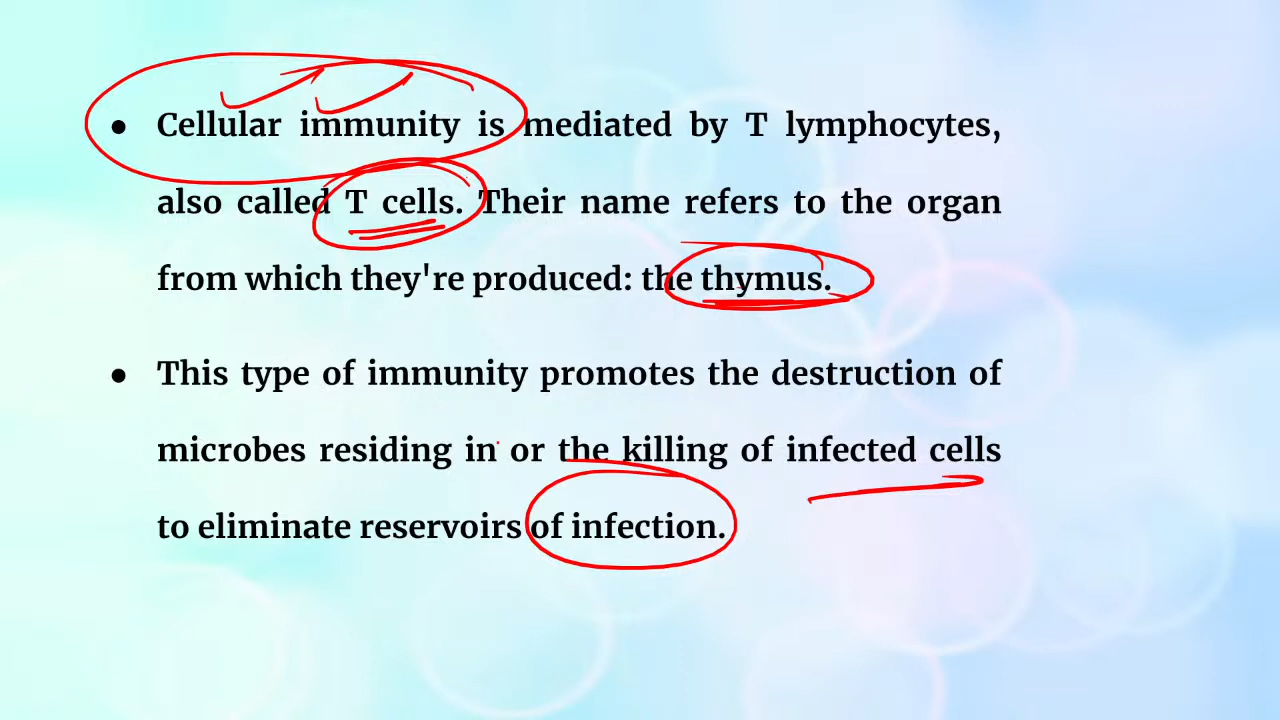 ● Cellular immunity is mediated by T lymphocytes,
also called T cells. Their name refers to the organ
from which they're produced: the thymus.
● This type of immunity promotes the destruction of
microbes residing in or the killing of infected cells
to eliminate reservoirs of infection.